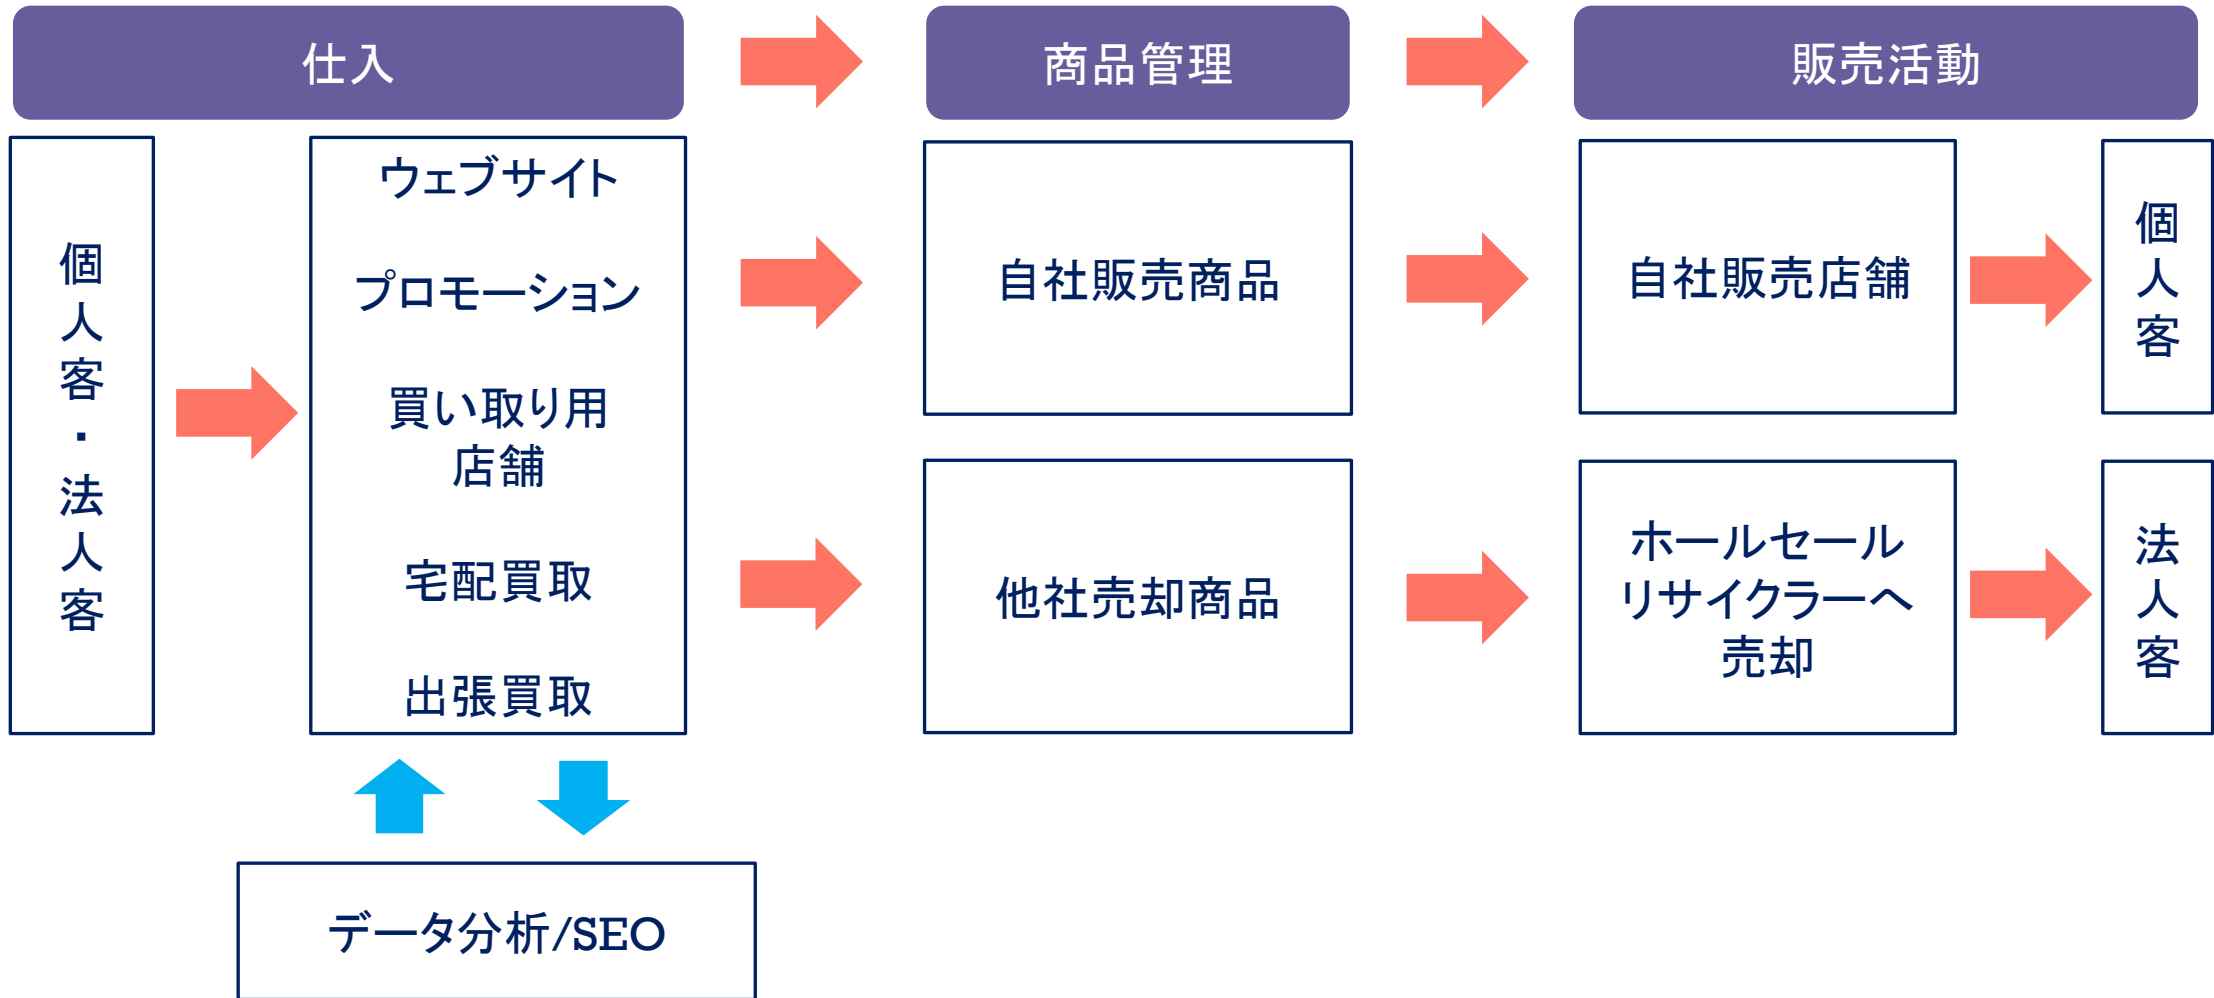 仕入
商品管理
販売活動
個人客・法人客
ウェブサイト
プロモーション
買い取り用
店舗
宅配買取
出張買取
自社販売商品
自社販売店舗
個人客
他社売却商品
ホールセール
リサイクラーへ
売却
法人客
データ分析/SEO